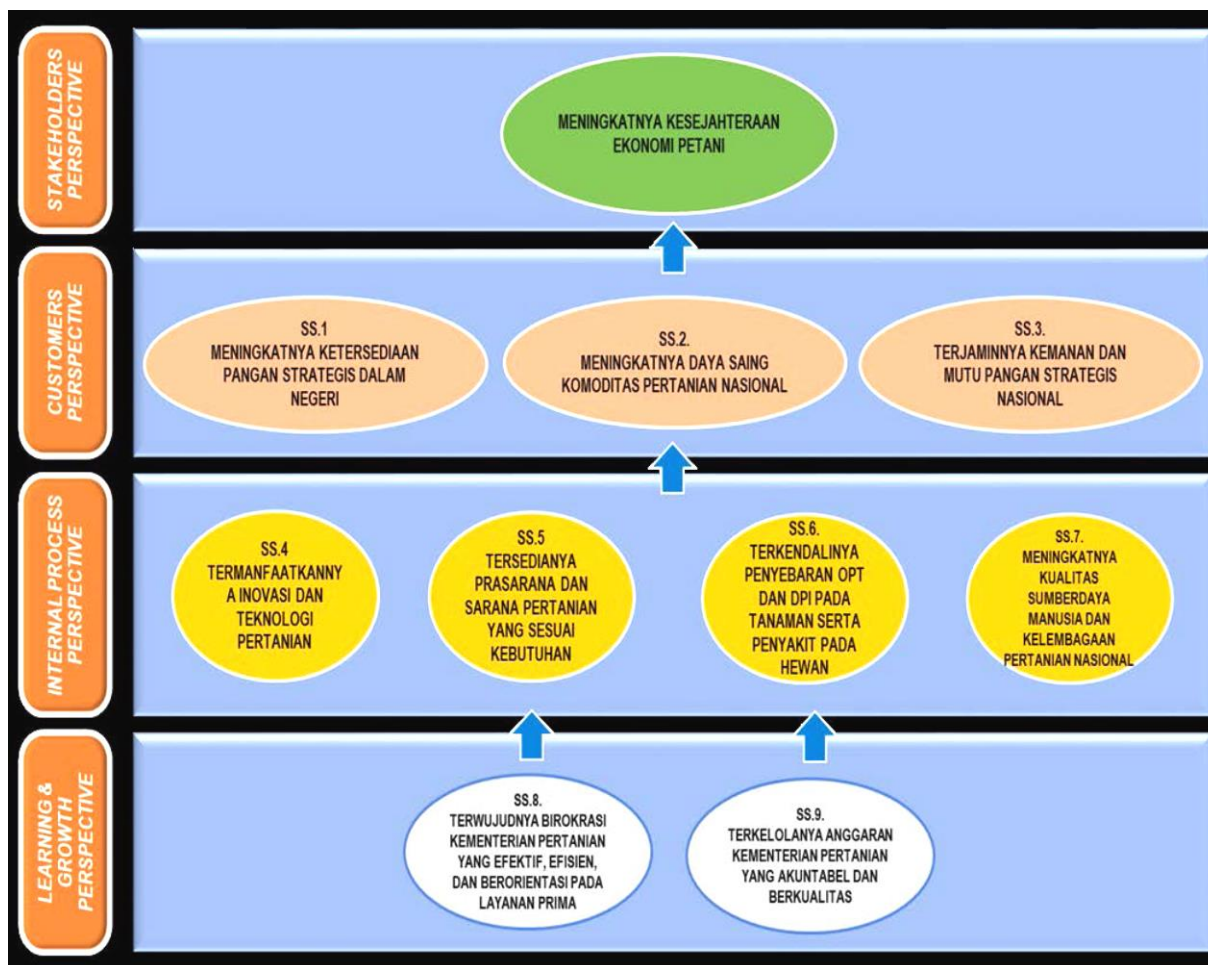 STAKEHOLDERS
PERSPECTIVE
MENINGKATNYA KESEJAHTERAAN
EKONOMI PETANI
CUSTOMERS
PERSPECTIVE
SS.1
MENINGKATNYA KETERSEDIAAN
PANGAN STRATEGIS DALAM
NEGERI
SS.2.
MENINGKATNYA DAYA SAING
KOMODITAS PERTANIAN NASIONAL
SS.3.
TERJAMINNYA KEMANAN DAN
MUTU PANGAN STRATEGIS
NASIONAL
INTERNAL PROCESS
PERSPECTIVE
SS.4
TERMANFAATKANNY
A INOVASI DAN
TEKNOLOGI
PERTANIAN
SS.5
TERSEDIANYA
PRASARANA DAN
SARANA PERTANIAN
YANG SESUAI
KEBUTUHAN
SS.6.
TERKENDALINYA
PENYEBARAN OPT
DAN DPI PADA
TANAMAN SERTA
PENYAKIT PADA
HEWAN
SS.7.
MENINGKATNYA
KUALITAS
SUMBERDAYA
MANUSIA DAN
KELEMBAGAAN
PERTANIAN NASIONAL
LEARNING &
GROWTH
PERSPECTIVE
SS.8.
TERWUJUDNYA BIROKRASI
KEMENTERIAN PERTANIAN
YANG EFEKTIF, EFISIEN,
DAN BERORIENTASI PADA
LAYANAN PRIMA
SS.9.
TERKELOLANYA ANGGARAN
KEMENTERIAN PERTANIAN
YANG AKUNTABEL DAN
BERKUALITAS